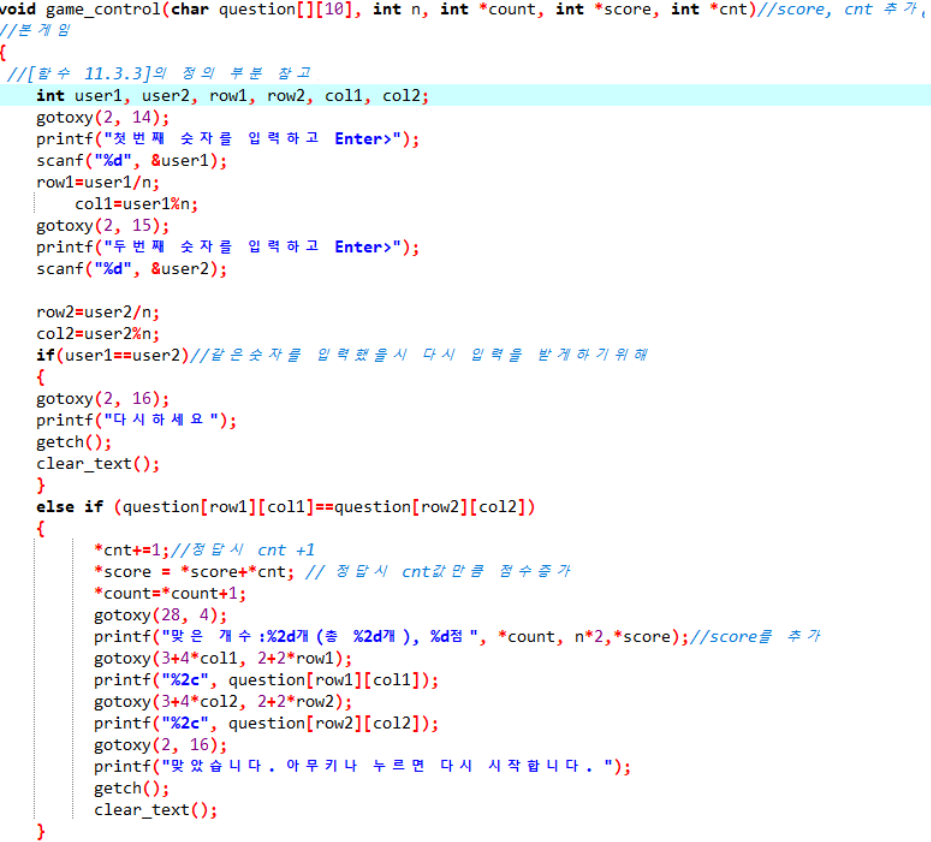 void game_control(char question[][10], int n, int *count, int *score, int *cnt)//score, cnt 추가
//본게임
{
//[함수 11.3.3]의 정의 부분 참고
int user1, user2, row1, row2, col1, col2;
gotoxy(2, 14);
printf("첫번째 숫자를 입력하고 Enter>");
scanf("%d", &user1);
row1=user1/n;
col1=user1%n;
gotoxy(2, 15);
printf("두번째 숫자를 입력하고 Enter>");
scanf("%d", &user2);
row2=user2/n;
col2=user2%n;
if(user1==user2)//같은숫자를 입력했을시 다시 입력을 받게하기위해
{
gotoxy(2, 16);
printf("다시하세요");
getch();
clear_text();
}
else if (question[row1][col1]==question[row2][col2])
{
*cnt+=1;//정답시 cnt +1
*score = *score+*cnt; // 정답시 cnt값만큼 점수증가
*count=*count+1;
gotoxy(28, 4);
printf("맞은 개수:%2d개(총 %2d개), %d점", *count, n*2,*score);//score를 추가
gotoxy(3+4*col1, 2+2*row1);
printf("%2c", question[row1][col1]);
gotoxy(3+4*col2, 2+2*row2);
printf("%2c", question[row2][col2]);
gotoxy(2, 16);
printf("맞았습니다. 아무키나 누르면 다시 시작합니다. ");
getch();
clear_text();
}